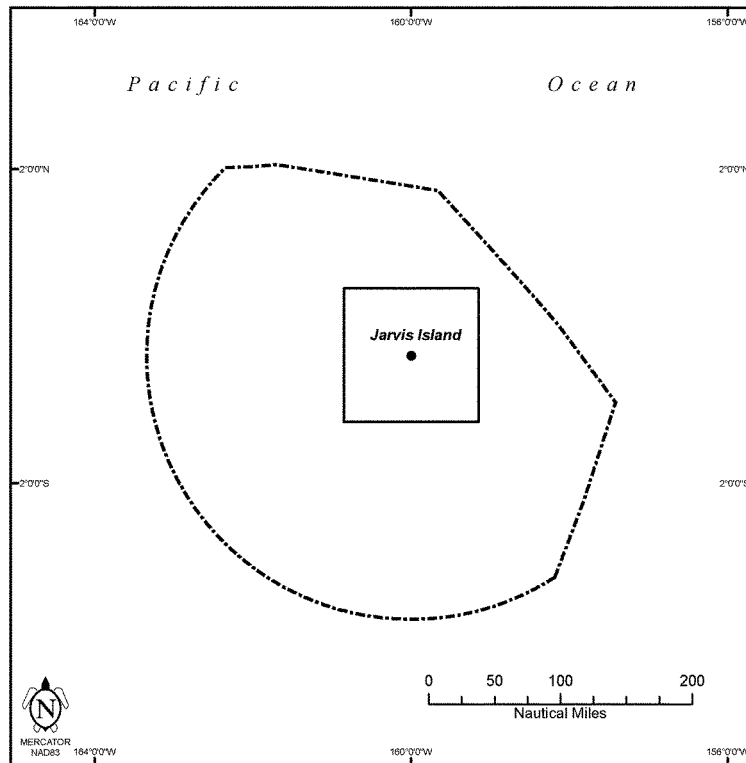 164°0'0"W 160°0'0"W 156°0'0"W
Pacific Ocean
2°0'0"N 2°0'0"N
Jarvis Island
2°0'0"S 2°0'0"S
0 50 100 200
Nautical Miles
N
MERCATOR
NAD83
164°0'0"W 160°0'0"W 156°0'0"W